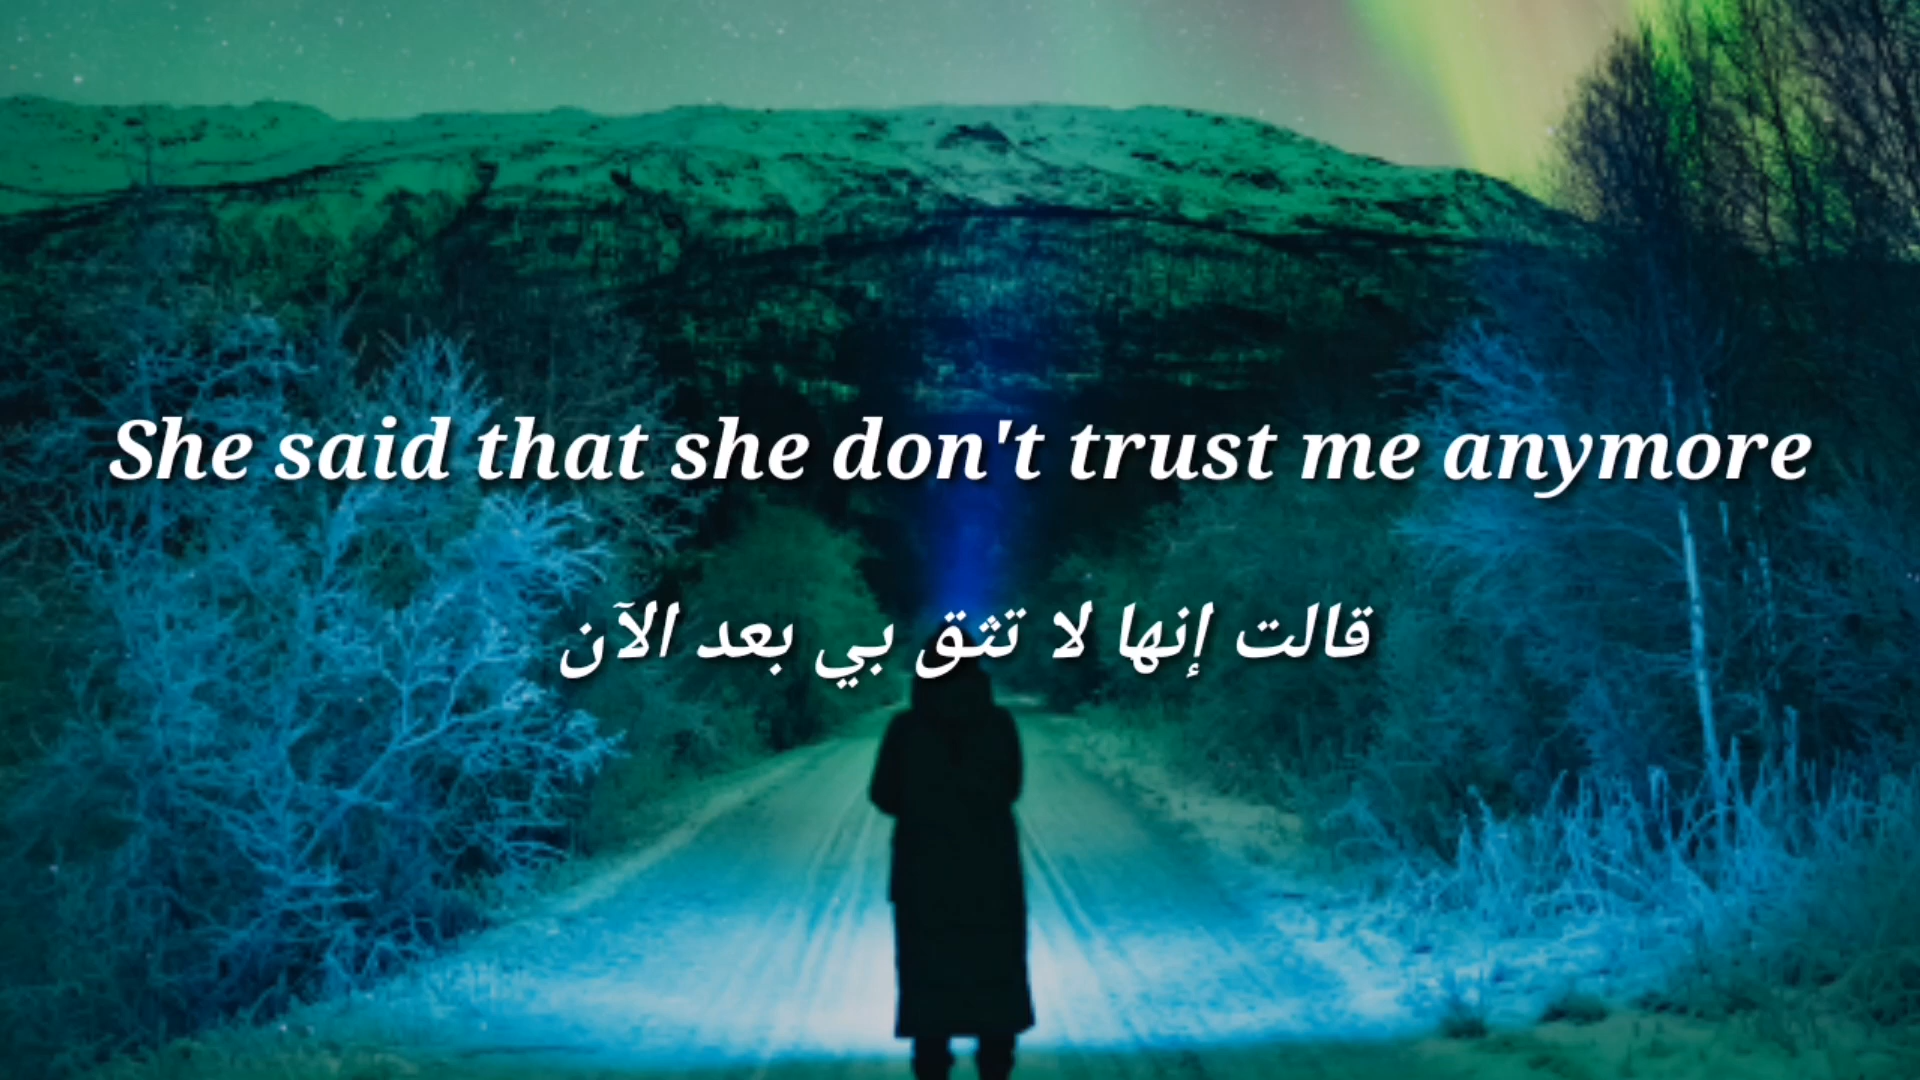 She said that she don't trust me anymore
قالت إنها لا تثق بي بعد الآن